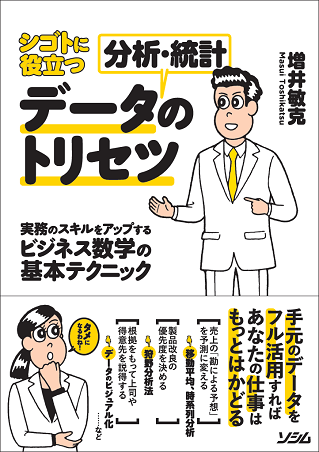 シゴトに
役立つ
分析・統計
データの
トリセツ
増井敏克
Masui Toshikatsu
実務のスキルをアップする
ビジネス数学の
基本テクニック
手元のデータを
フル活用すれば
あなたの仕事は
もっとはかどる
売上の「勘による予想」
を予測に変える
移動平均、時系列分析
製品改良の
優先度を決める
狩野分析法
根拠をもって上司や
得意先を説得する
データのビジュアル化
……など
タメに
なるわね!
ソシム